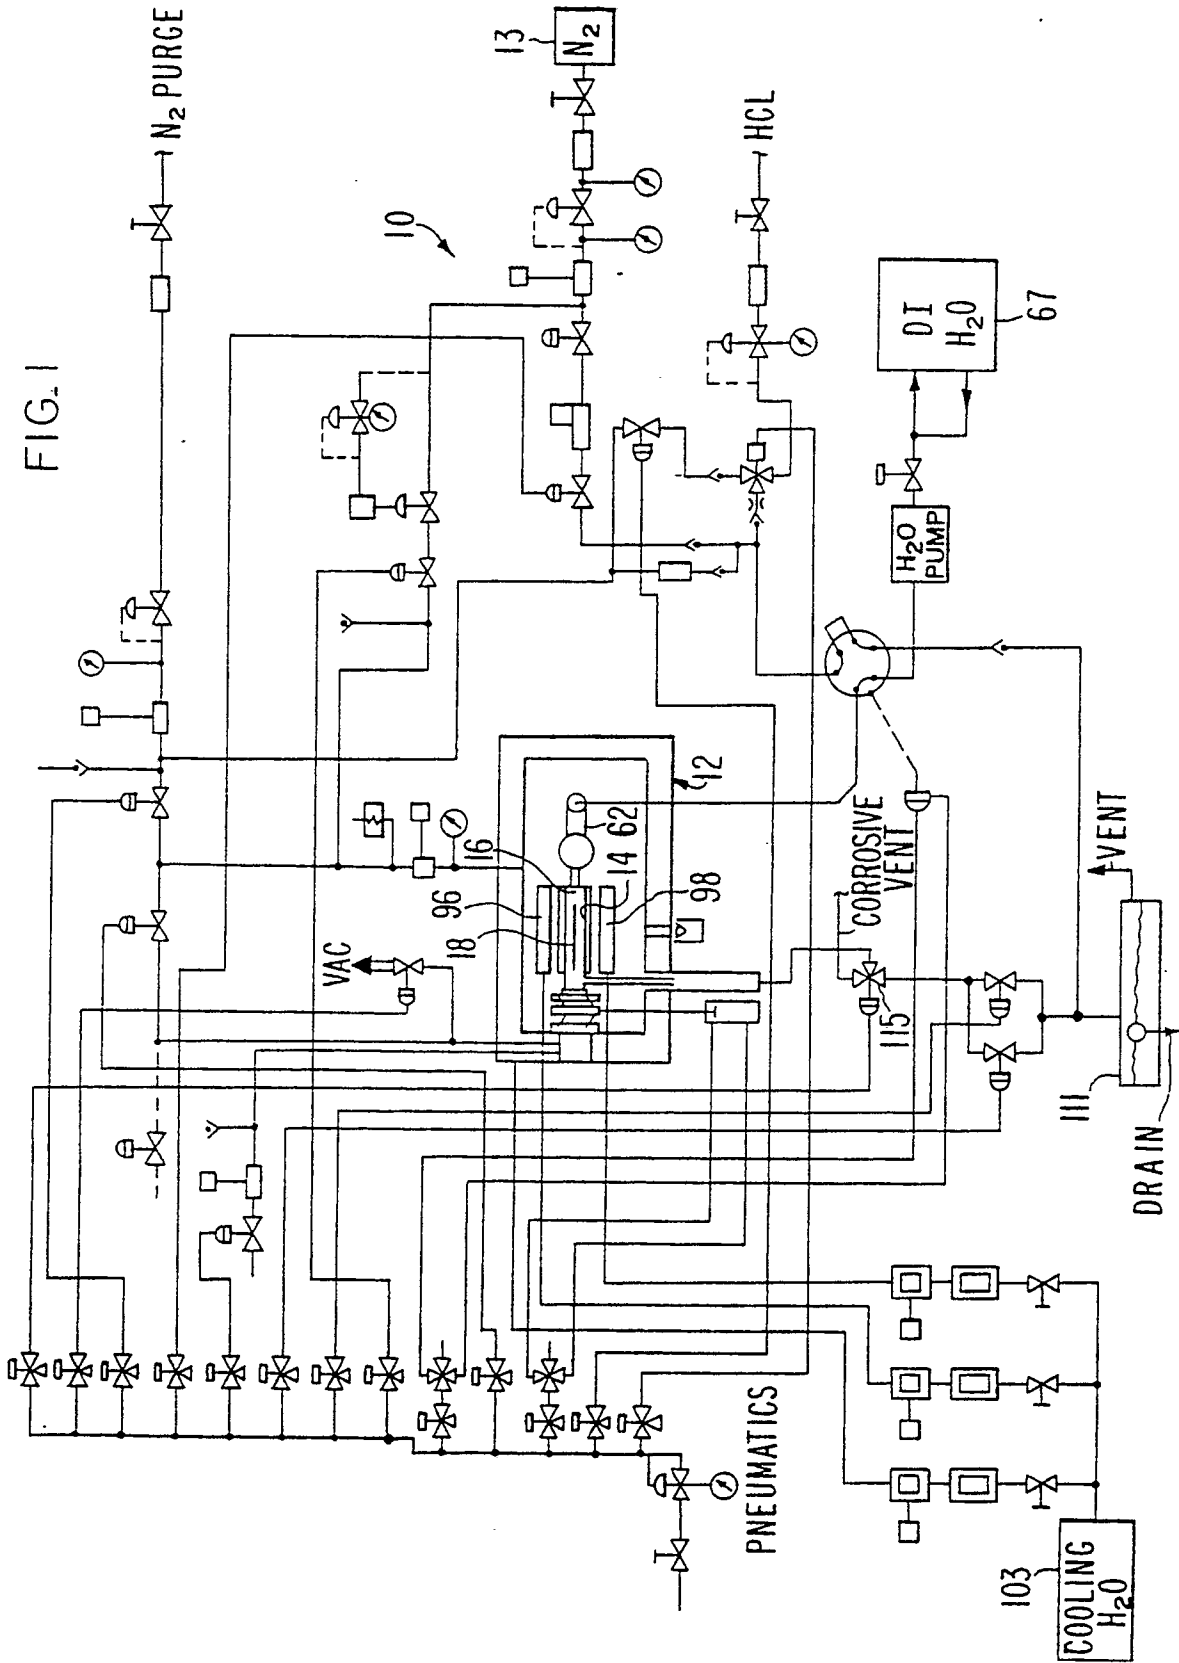 FIG. 1
N2 PURGE
13
N2
10
HCL
DI
H2O
67
H2O
PUMP
12
62
16
14
96
18
98
VAC
CORROSIVE
VENT
115
VENT
111
DRAIN
PNEUMATICS
103
COOLING
H2O